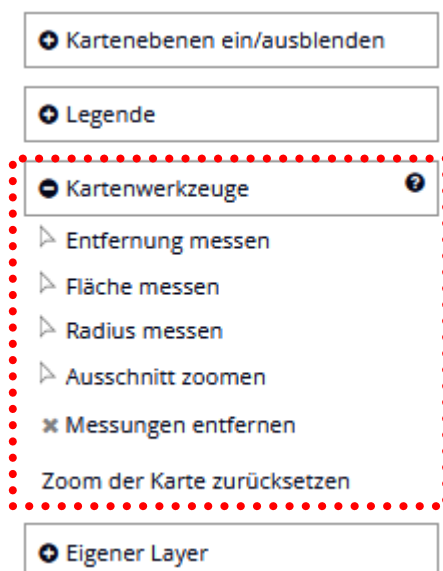 Kartenebenen ein/ausblenden
Legende
Kartenwerkzeuge
Entfernung messen
Fläche messen
Radius messen
Ausschnitt zoomen
Messungen entfernen
Zoom der Karte zurücksetzen
Eigener Layer